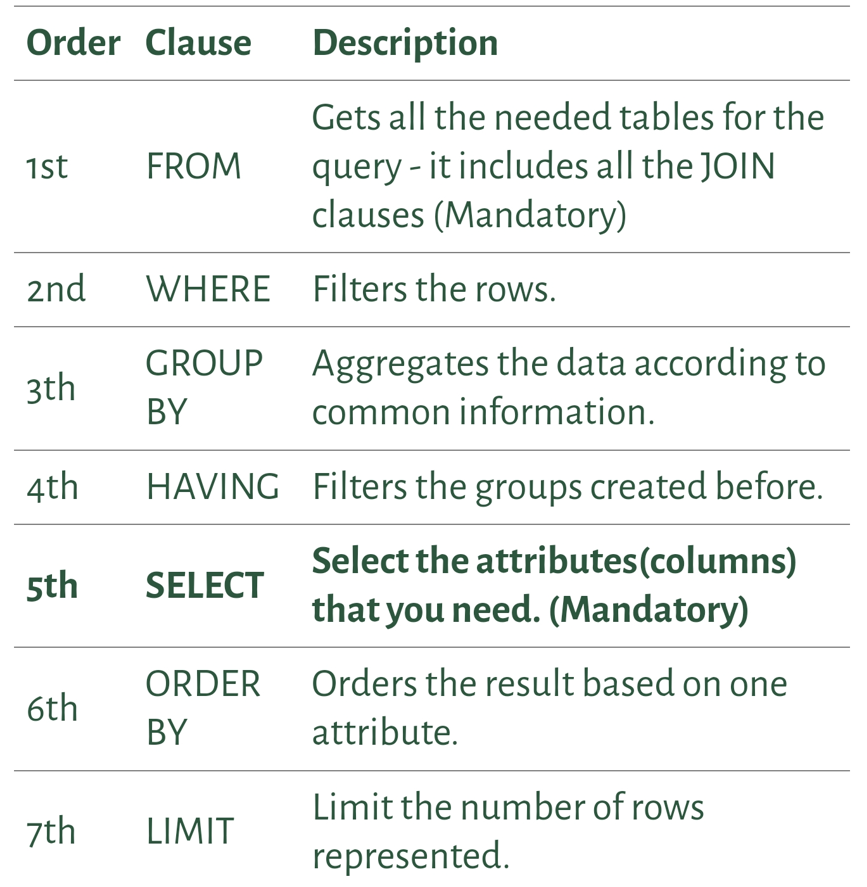 Order Clause Description
Gets all the needed tables for the
1st FROM query - it includes all the JOIN
clauses (Mandatory)
2nd WHERE Filters the rows.
GROUP Aggregates the data according to
3th
BY common information.
4th HAVING Filters the groups created before.
Select the attributes(columns)
5th SELECT
that you need. (Mandatory)
ORDER Orders the result based on one
6th
BY attribute.
Limit the number of rows
7th LIMIT
represented.